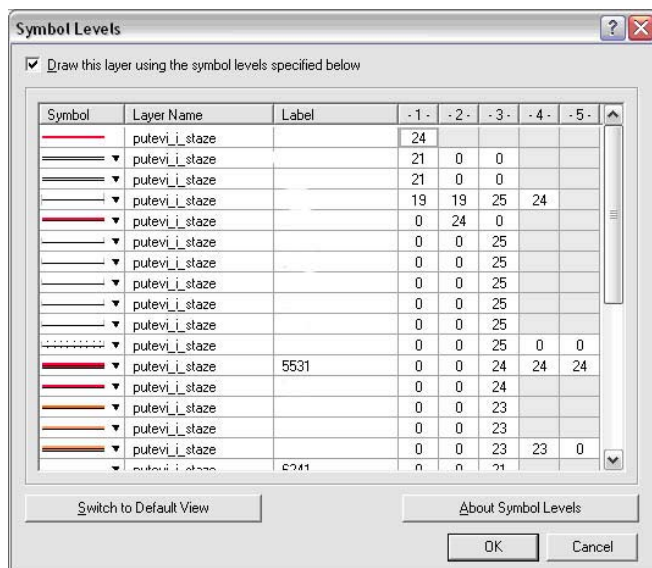 Symbol Levels
Draw this layer using the symbol levels specified below
Symbol Layer Name Label - 1 - - 2 - - 3 - - 4 - - 5 -
putevi_i_staze 24
putevi_i_staze 21 0 0
putevi_i_staze 21 0 0
putevi_i_staze 19 19 25 24
putevi_i_staze 0 24 0
putevi_i_staze 0 0 25
putevi_i_staze 0 0 25
putevi_i_staze 0 0 25
putevi_i_staze 0 0 25
putevi_i_staze 0 0 25
putevi_i_staze 0 0 25 0 0
putevi_i_staze 5531 0 0 24 24 24
putevi_i_staze 0 0 24
putevi_i_staze 0 0 23
putevi_i_staze 0 0 23
putevi_i_staze 0 0 23 23 0
putevi_i_staze 6241 0 0 21
Switch to Default View About Symbol Levels
OK Cancel